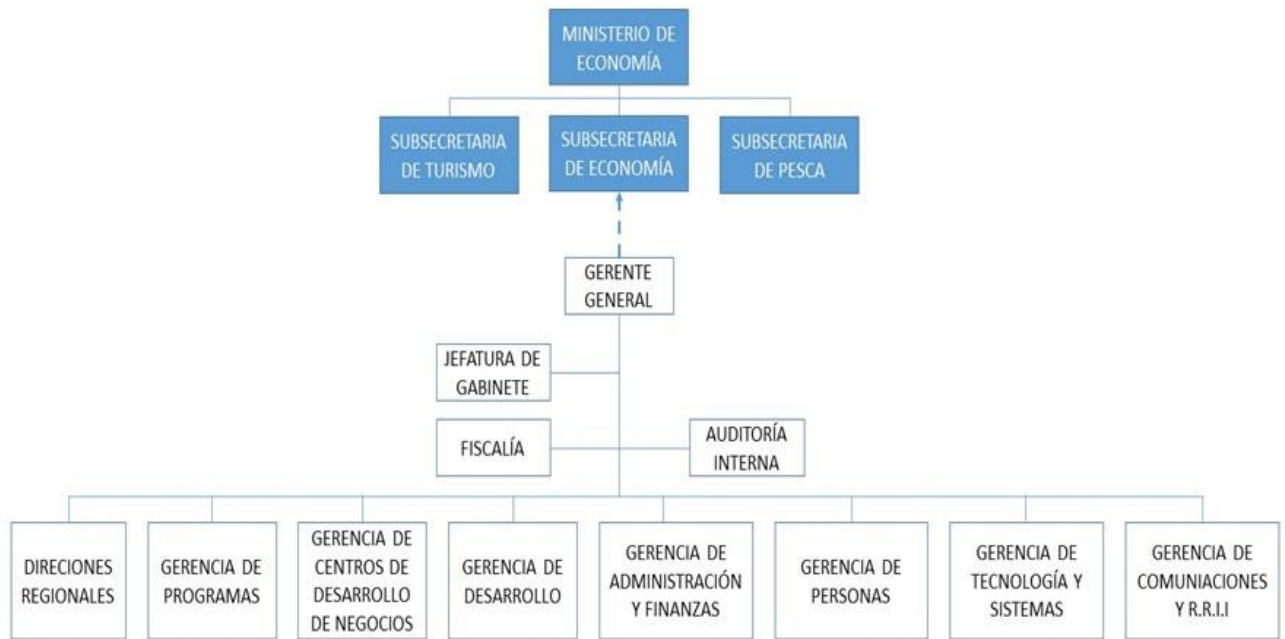 MINISTERIO DE
ECONOMÍA
SUBSECRETARIA
DE TURISMO
SUBSECRETARIA
DE ECONOMÍA
SUBSECRETARIA
DE PESCA
GERENTE
GENERAL
JEFATURA DE
GABINETE
FISCALÍA
AUDITORÍA
INTERNA
DIRECIONES
REGIONALES
GERENCIA DE
PROGRAMAS
GERENCIA DE
CENTROS DE
DESARROLLO
DE NEGOCIOS
GERENCIA DE
DESARROLLO
GERENCIA DE
ADMINISTRACIÓN
Y FINANZAS
GERENCIA DE
PERSONAS
GERENCIA DE
TECNOLOGÍA Y
SISTEMAS
GERENCIA DE
COMUNIACIONES
Y R.R.I.I